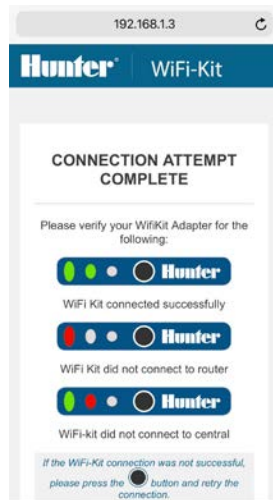 192.168.1.3
Hunter® WiFi-Kit
CONNECTION ATTEMPT
COMPLETE
Please verify your WifiKit Adapter for the
following:
Hunter
WiFi Kit connected successfully
Hunter
WiFi Kit did not connect to router
Hunter
WiFi-kit did not connect to central
If the WiFi-Kit connection was not successful,
please press the button and retry the
connection.